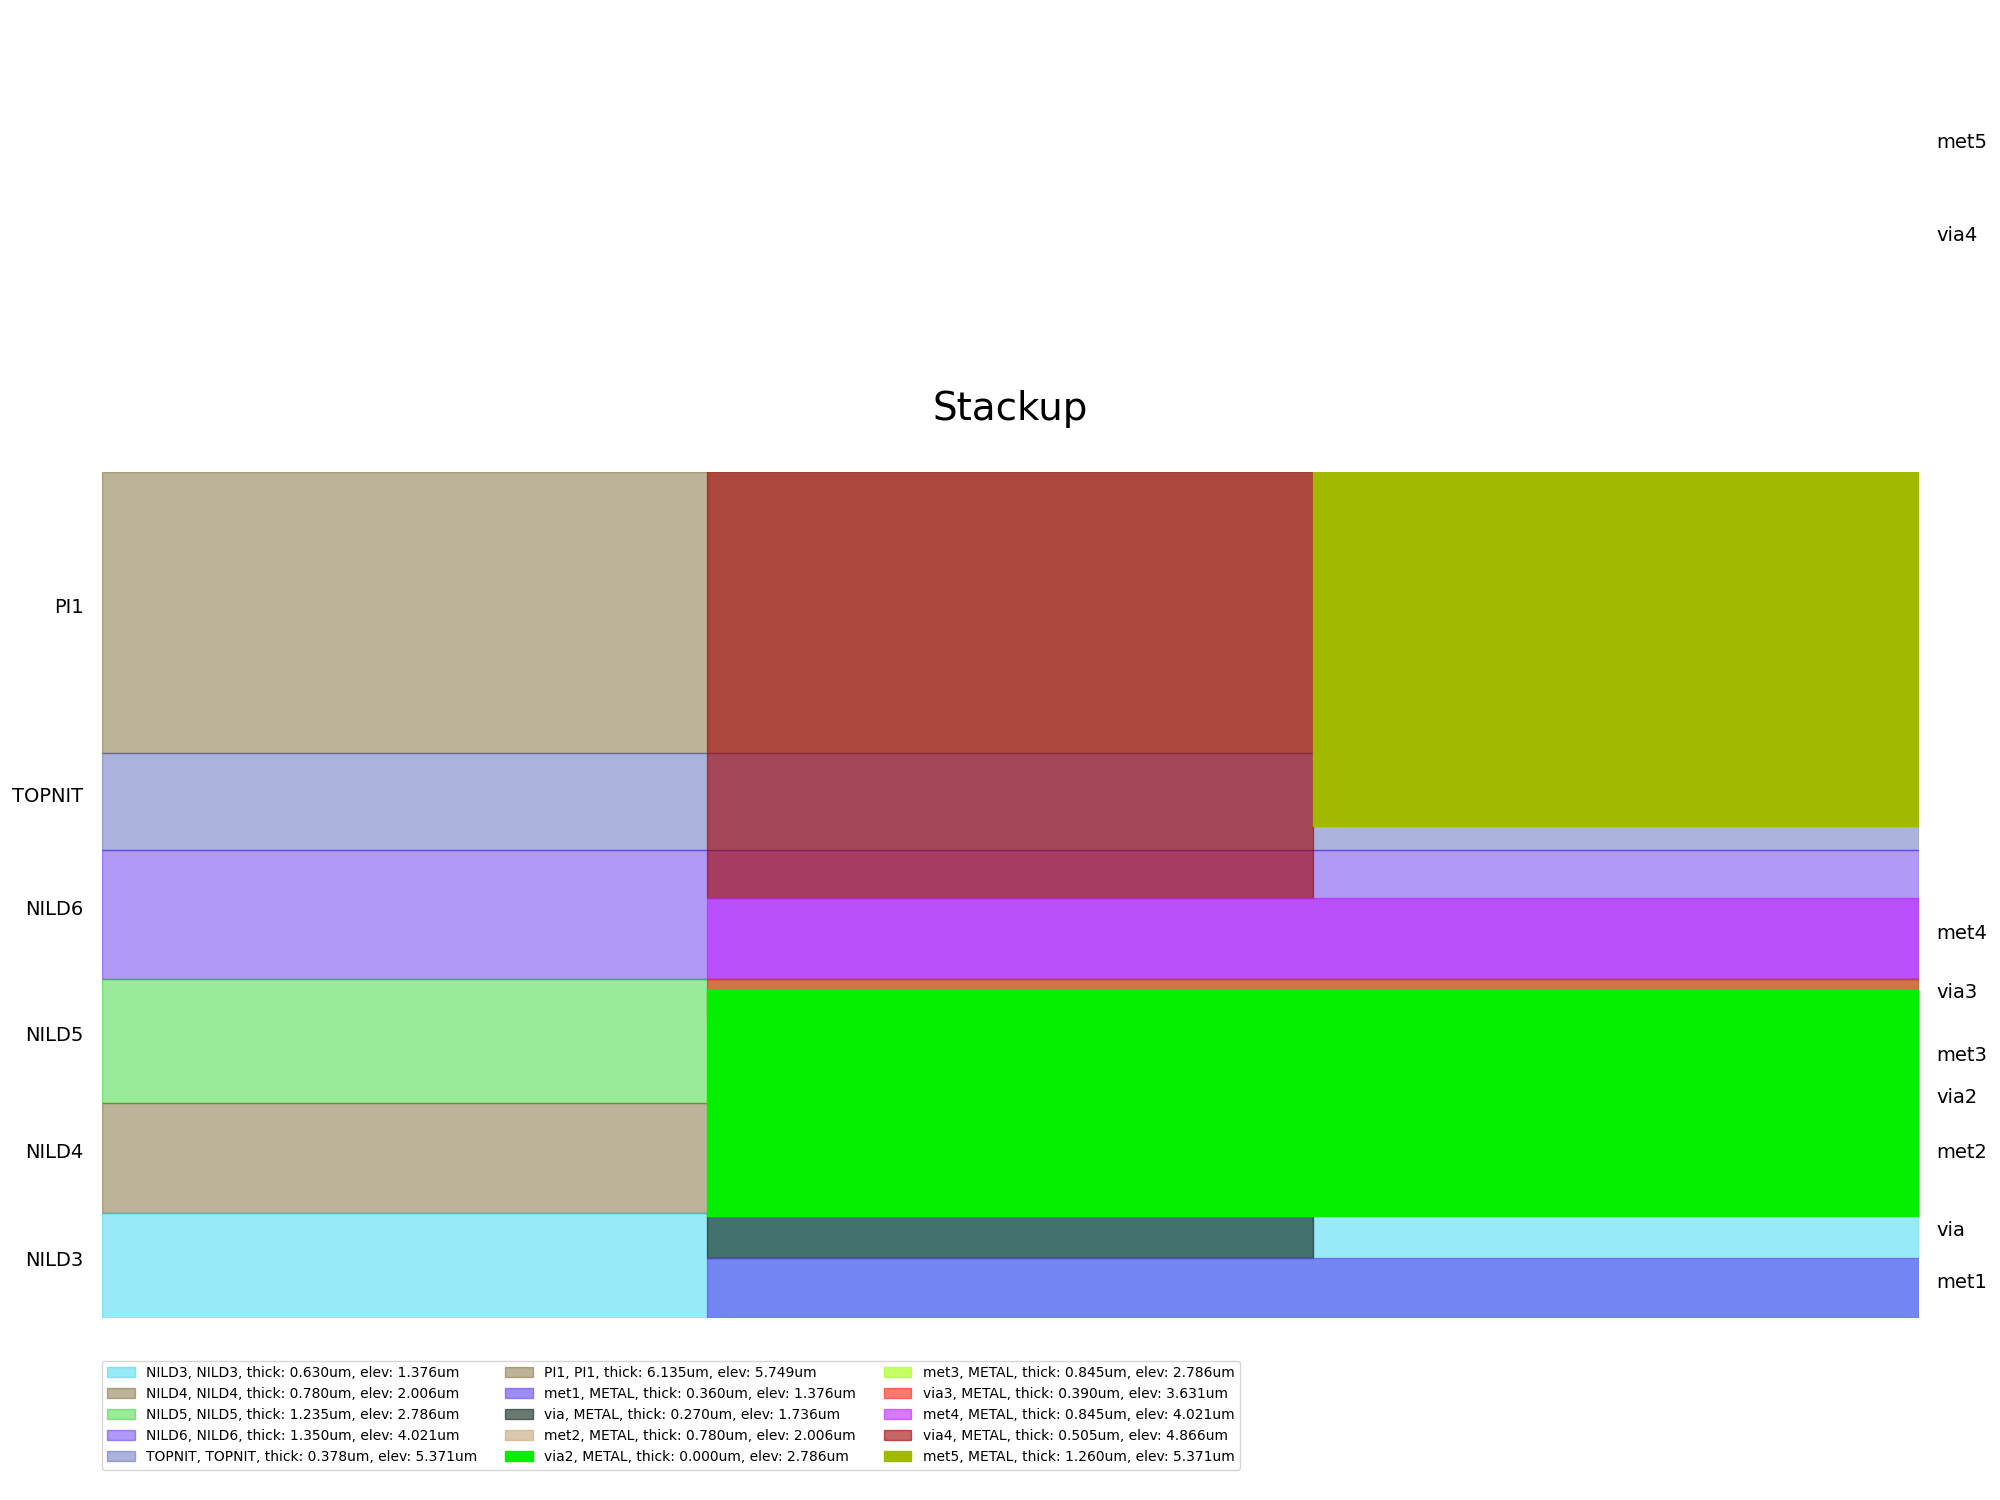 met5
via4
Stackup
PI1
TOPNIT
NILD6
met4
via3
NILD5
met3
via2
NILD4
met2
via
NILD3
met1
NILD3, NILD3, thick: 0.630um, elev: 1.376um
NILD4, NILD4, thick: 0.780um, elev: 2.006um
NILD5, NILD5, thick: 1.235um, elev: 2.786um
NILD6, NILD6, thick: 1.350um, elev: 4.021um
TOPNIT, TOPNIT, thick: 0.378um, elev: 5.371um
PI1, PI1, thick: 6.135um, elev: 5.749um
met1, METAL, thick: 0.360um, elev: 1.376um
via, METAL, thick: 0.270um, elev: 1.736um
met2, METAL, thick: 0.780um, elev: 2.006um
via2, METAL, thick: 0.000um, elev: 2.786um
met3, METAL, thick: 0.845um, elev: 2.786um
via3, METAL, thick: 0.390um, elev: 3.631um
met4, METAL, thick: 0.845um, elev: 4.021um
via4, METAL, thick: 0.505um, elev: 4.866um
met5, METAL, thick: 1.260um, elev: 5.371um